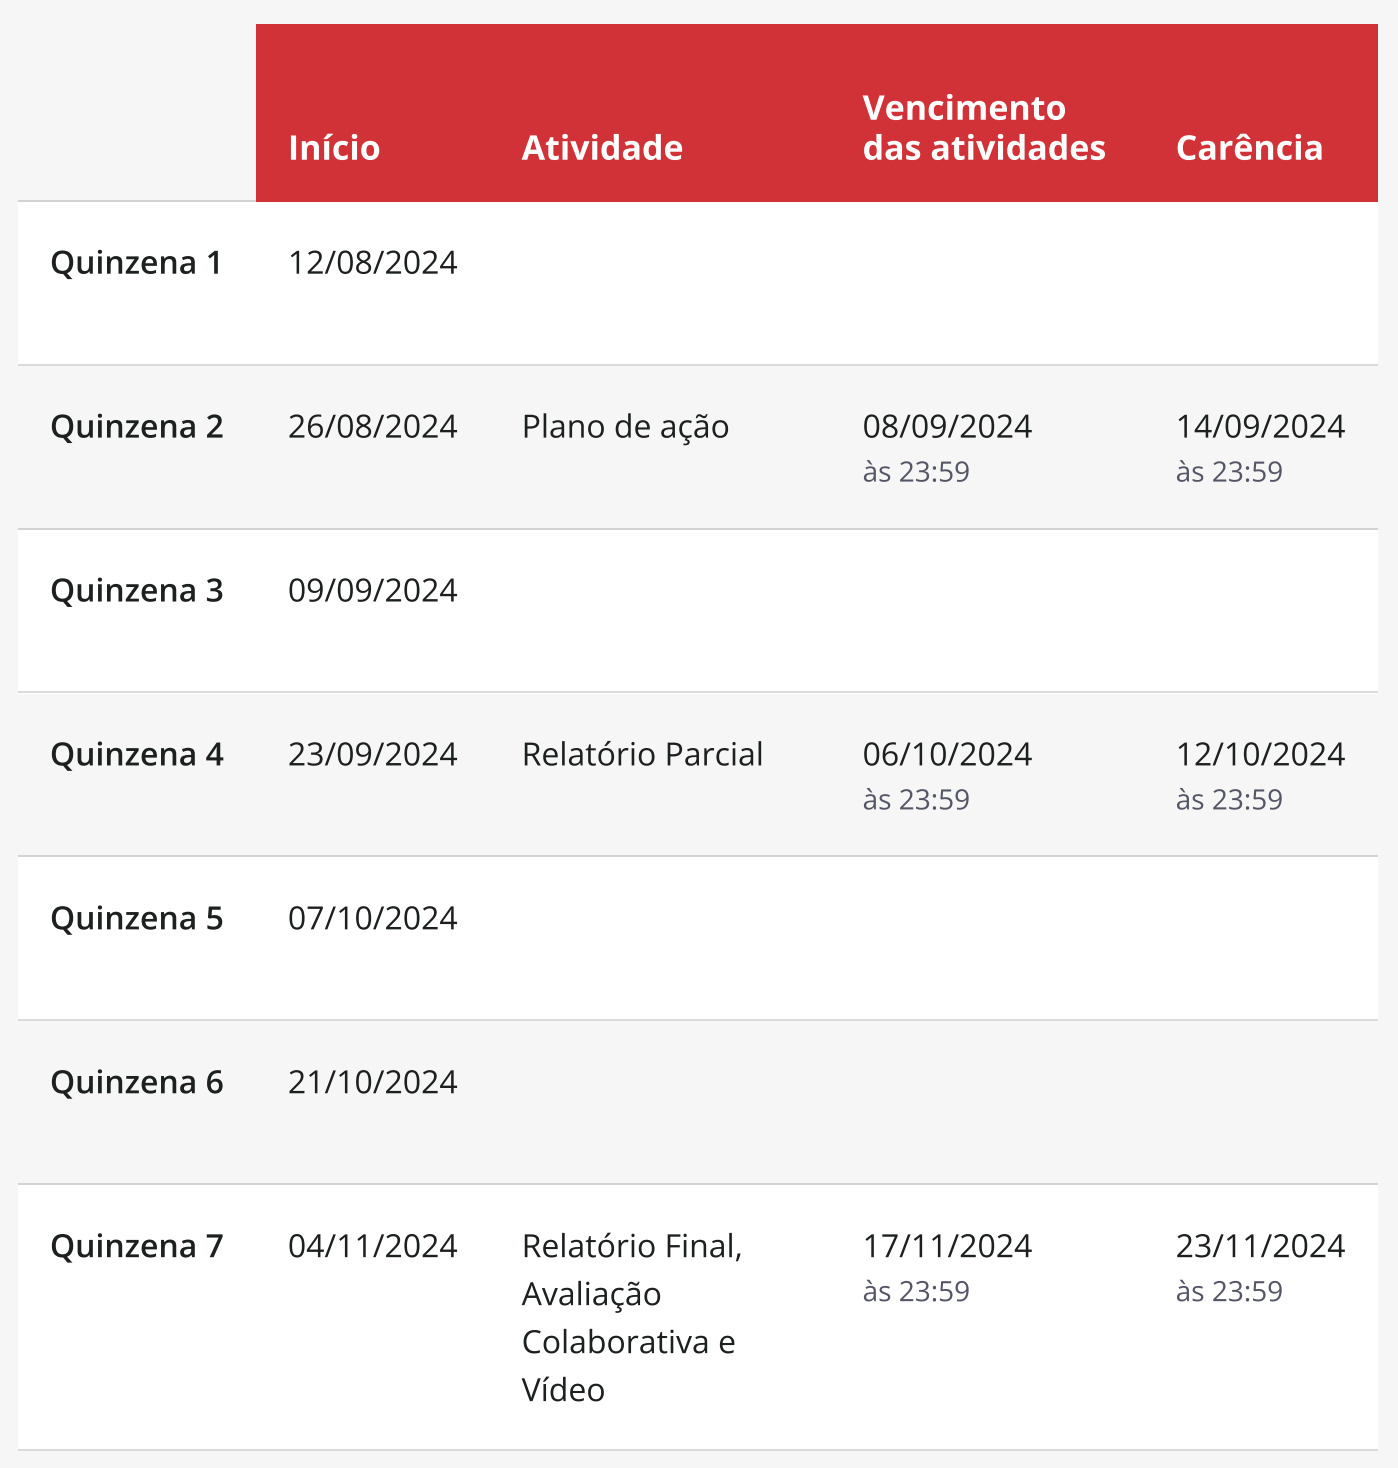 Início Atividade Vencimento das atividades Carência
Quinzena 1 12/08/2024
Quinzena 2 26/08/2024 Plano de ação 08/09/2024 14/09/2024
às 23:59 às 23:59
Quinzena 3 09/09/2024
Quinzena 4 23/09/2024 Relatório Parcial 06/10/2024 12/10/2024
às 23:59 às 23:59
Quinzena 5 07/10/2024
Quinzena 6 21/10/2024
Quinzena 7 04/11/2024 Relatório Final, 17/11/2024 23/11/2024
Avaliação às 23:59 às 23:59
Colaborativa e
Vídeo